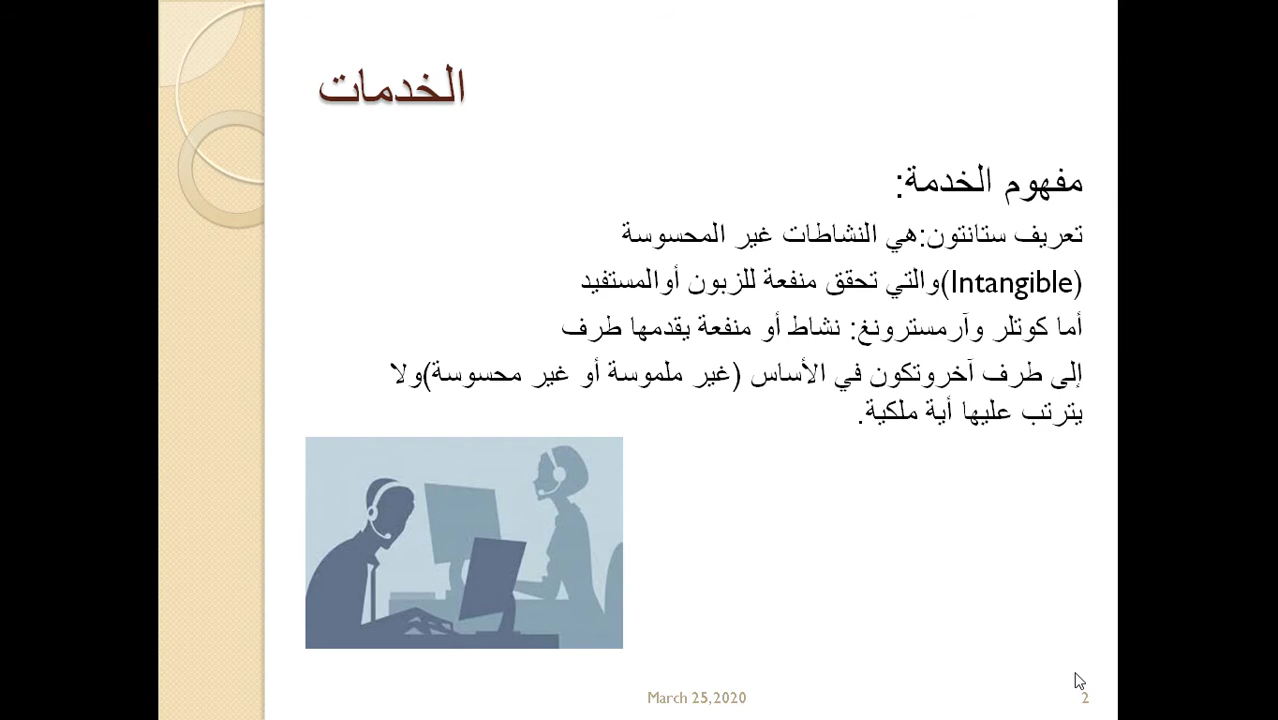 الخدمات
مفهوم الخدمة:
تعريف ستانتون:هي النشاطات غير المحسوسة
(Intangible)والتي تحقق منفعة للزبون أوالمستفيد
أما كوتلر وآرمسترونغ: نشاط أو منفعة يقدمها طرف
إلى طرف آخروتكون في الأساس (غير ملموسة أو غير محسوسة)ولا
يترتب عليها أية ملكية.
March 25,2020
2